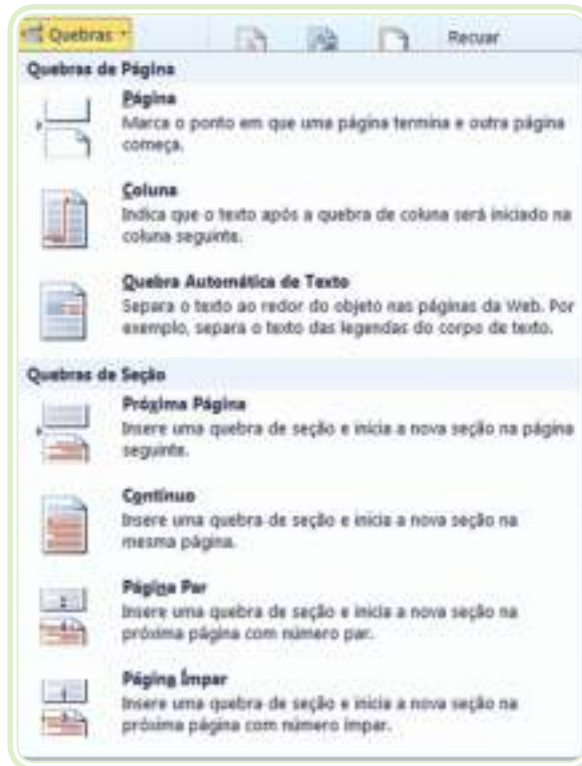 Quebras
Recuar
Quebras de Página
Página
Marca o ponto em que uma página termina e outra página
começa.
Coluna
Indica que o texto após a quebra de coluna será iniciado na
coluna seguinte.
Quebra Automática de Texto
Separa o texto ao redor do objeto nas páginas da Web. Por
exemplo, separa o texto das legendas do corpo de texto.
Quebras de Seção
Próxima Página
Insere uma quebra de seção e inicia a nova seção na página
seguinte.
Contínuo
Insere uma quebra de seção e inicia a nova seção na
mesma página.
Página Par
Insere uma quebra de seção e inicia a nova seção na
próxima página com número par.
Página Ímpar
Insere uma quebra de seção e inicia a nova seção na
próxima página com número ímpar.